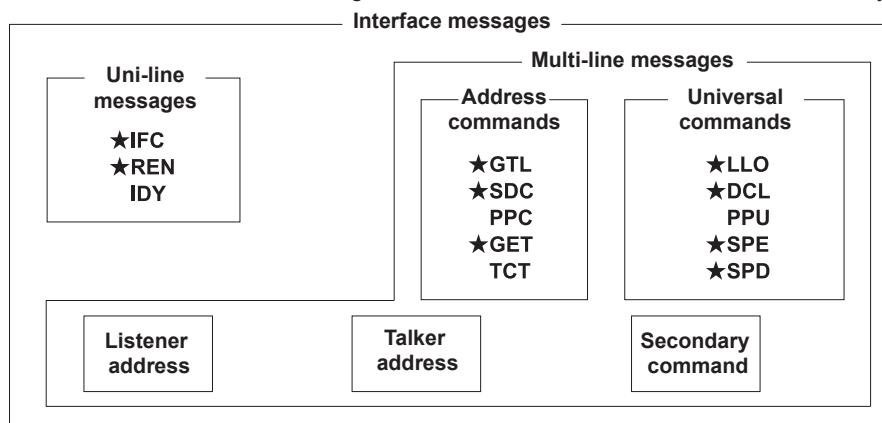 Interface messages
Uni-line
messages
★IFC
★REN
IDY
Multi-line messages
Address
commands
★GTL
★SDC
PPC
★GET
TCT
Universal
commands
★LLO
★DCL
PPU
★SPE
★SPD
Listener
address
Talker
address
Secondary
command